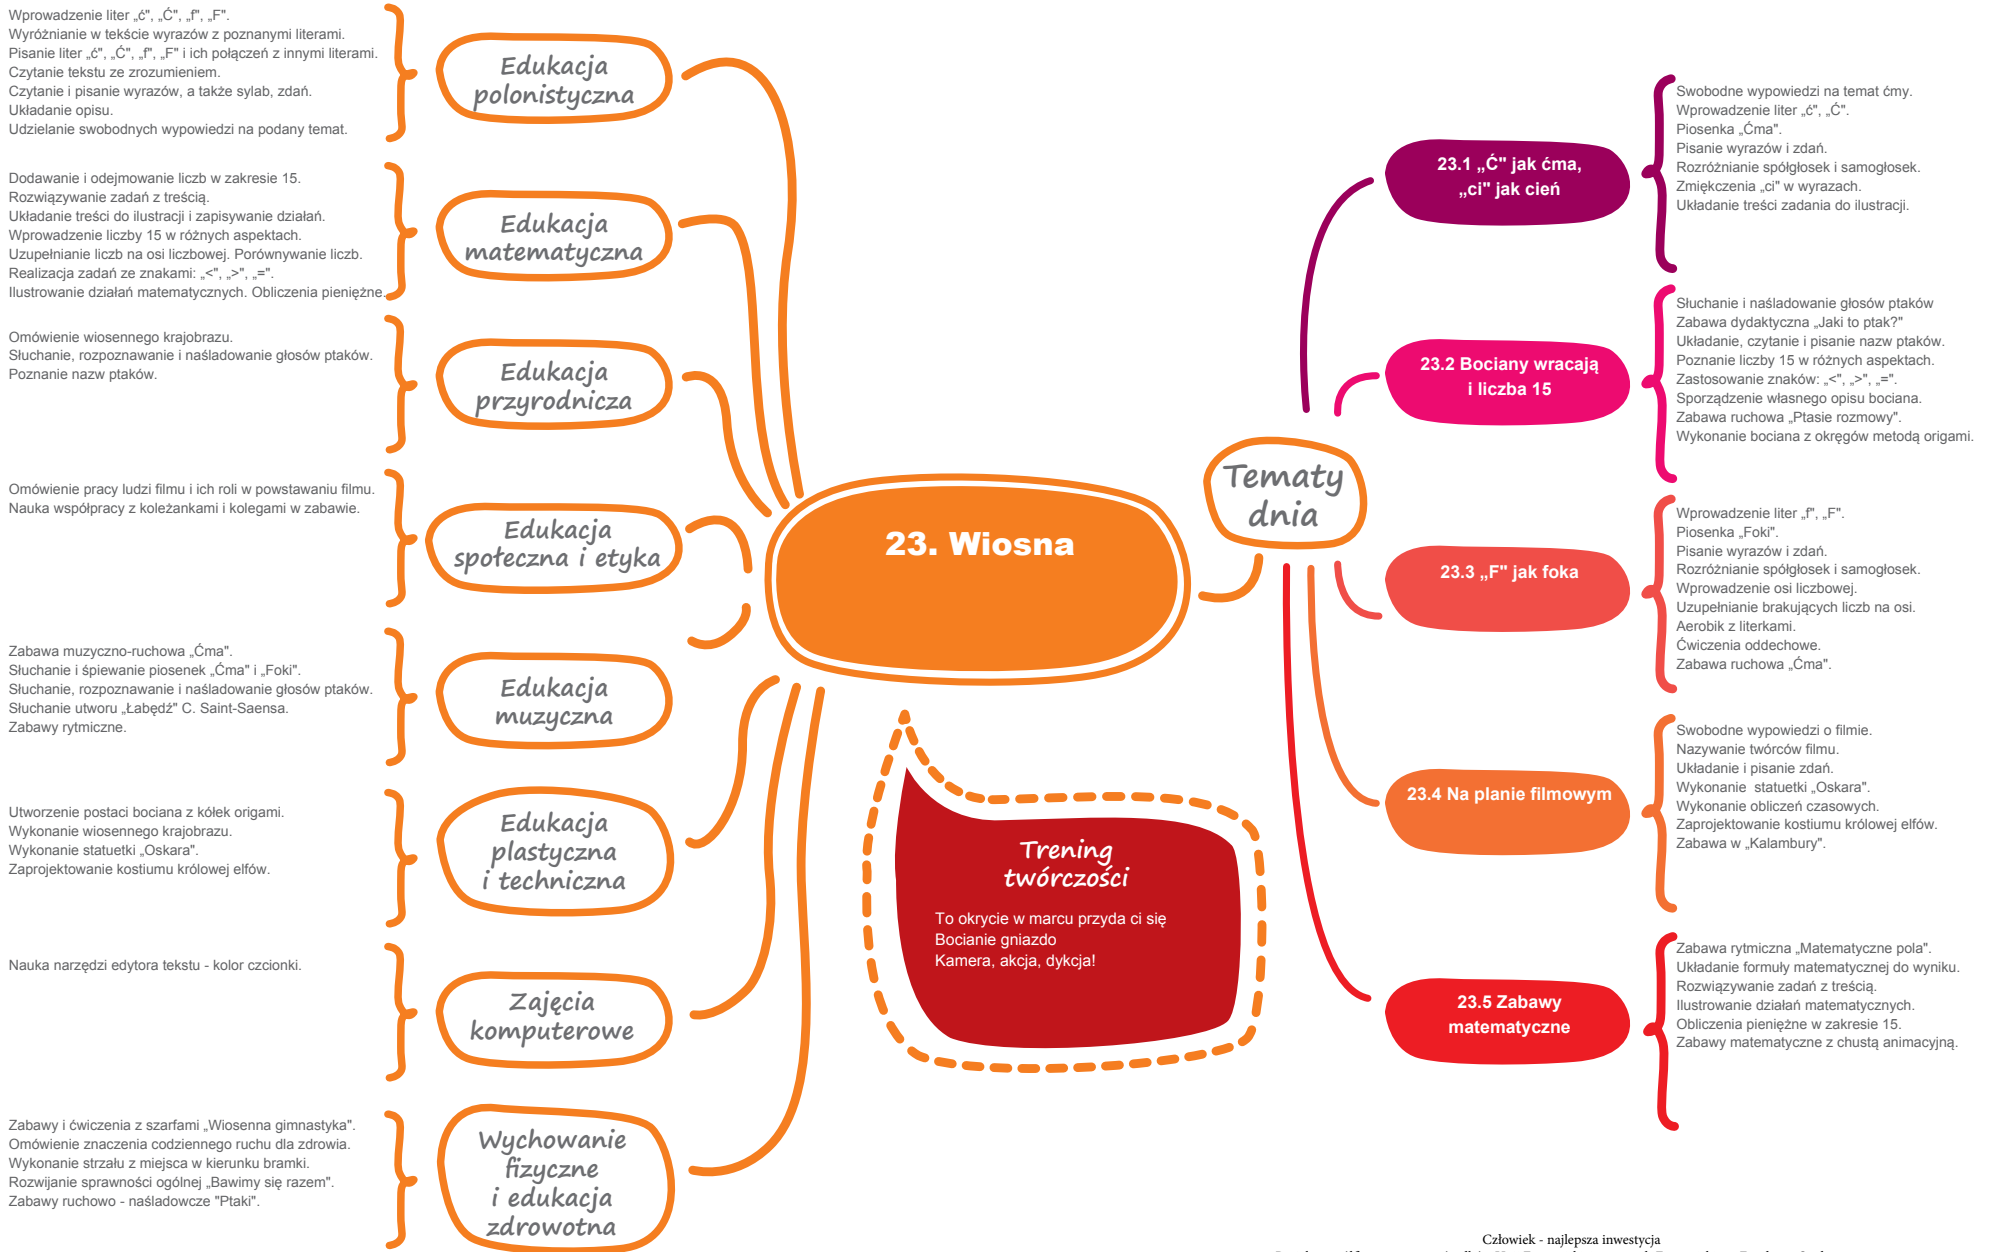 Wprowadzenie liter „ć", „Ć", „f", „F".
Wyróżnianie w tekście wyrazów z poznanymi literami.
Pisanie liter „ć", „Ć", „f", „F" i ich połączeń z innymi literami.
Czytanie tekstu ze zrozumieniem.
Czytanie i pisanie wyrazów, a także sylab, zdań.
Układanie opisu.
Udzielanie swobodnych wypowiedzi na podany temat.
Edukacja
polonistyczna
Dodawanie i odejmowanie liczb w zakresie 15.
Rozwiązywanie zadań z treścią.
Układanie treści do ilustracji i zapisywanie działań.
Wprowadzenie liczby 15 w różnych aspektach.
Uzupełnianie liczb na osi liczbowej. Porównywanie liczb.
Realizacja zadań ze znakami: „<", „>", „=".
Ilustrowanie działań matematycznych. Obliczenia pieniężne.
Edukacja
matematyczna
Omówienie wiosennego krajobrazu.
Słuchanie, rozpoznawanie i naśladowanie głosów ptaków.
Poznanie nazw ptaków.
Edukacja
przyrodnicza
Omówienie pracy ludzi filmu i ich roli w powstawaniu filmu.
Nauka współpracy z koleżankami i kolegami w zabawie.
Edukacja
społeczna i etyka
Zabawa muzyczno-ruchowa „Ćma".
Słuchanie i śpiewanie piosenek „Ćma" i „Foki".
Słuchanie, rozpoznawanie i naśladowanie głosów ptaków.
Słuchanie utworu „Łabędź" C. Saint-Saensa.
Zabawy rytmiczne.
Edukacja
muzyczna
Utworzenie postaci bociana z kółek origami.
Wykonanie wiosennego krajobrazu.
Wykonanie statuetki „Oskara".
Zaprojektowanie kostiumu królowej elfów.
Edukacja
plastyczna
i techniczna
Nauka narzędzi edytora tekstu - kolor czcionki.
Zajęcia
komputerowe
Zabawy i ćwiczenia z szarfami „Wiosenna gimnastyka".
Omówienie znaczenia codziennego ruchu dla zdrowia.
Wykonanie strzału z miejsca w kierunku bramki.
Rozwijanie sprawności ogólnej „Bawimy się razem".
Zabawy ruchowo - naśladowcze "Ptaki".
Wychowanie
fizyczne
i edukacja
zdrowotna
23. Wiosna
Trening
twórczości
To okrycie w marcu przyda ci się
Bocianie gniazdo
Kamera, akcja, dykcja!
Tematy
dnia
23.1 „Ć" jak ćma,
„ci" jak cień
Swobodne wypowiedzi na temat ćmy.
Wprowadzenie liter „ć", „Ć".
Piosenka „Ćma".
Pisanie wyrazów i zdań.
Rozróżnianie spółgłosek i samogłosek.
Zmiękczenia „ci" w wyrazach.
Układanie treści zadania do ilustracji.
23.2 Bociany wracają
i liczba 15
Słuchanie i naśladowanie głosów ptaków
Zabawa dydaktyczna „Jaki to ptak?"
Układanie, czytanie i pisanie nazw ptaków.
Poznanie liczby 15 w różnych aspektach.
Zastosowanie znaków: „<", „>", „=".
Sporządzenie własnego opisu bociana.
Zabawa ruchowa „Ptasie rozmowy".
Wykonanie bociana z okręgów metodą origami.
23.3 „F" jak foka
Wprowadzenie liter „f", „F".
Piosenka „Foki".
Pisanie wyrazów i zdań.
Rozróżnianie spółgłosek i samogłosek.
Wprowadzenie osi liczbowej.
Uzupełnianie brakujących liczb na osi.
Aerobik z literkami.
Ćwiczenia oddechowe.
Zabawa ruchowa „Ćma".
23.4 Na planie filmowym
Swobodne wypowiedzi o filmie.
Nazywanie twórców filmu.
Układanie i pisanie zdań.
Wykonanie statuetki „Oskara".
Wykonanie obliczeń czasowych.
Zaprojektowanie kostiumu królowej elfów.
Zabawa w „Kalambury".
23.5 Zabawy
matematyczne
Zabawa rytmiczna „Matematyczne pola".
Układanie formuły matematycznej do wyniku.
Rozwiązywanie zadań z treścią.
Ilustrowanie działań matematycznych.
Obliczenia pieniężne w zakresie 15.
Zabawy matematyczne z chustą animacyjną.
Człowiek - najlepsza inwestycja